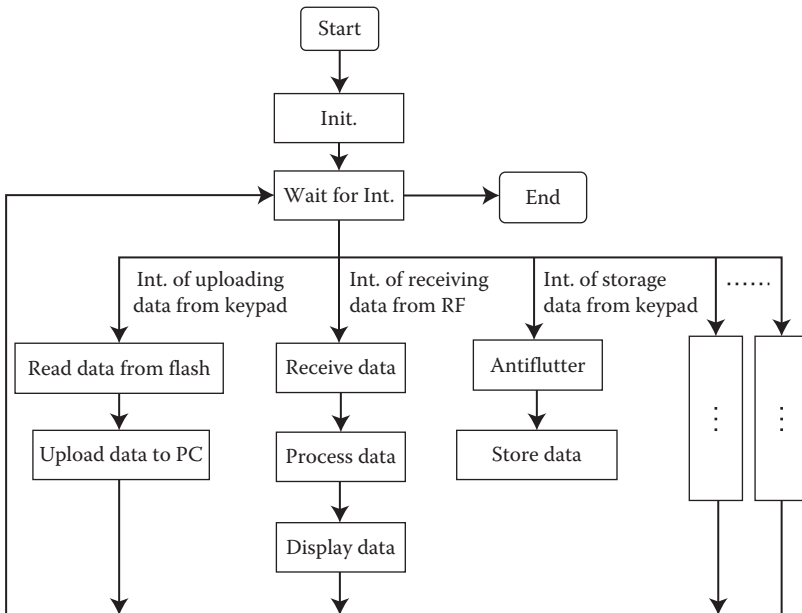 Start
Init.
Wait for Int.
End
Int. of uploading
data from keypad
Int. of receiving
data from RF
Int. of storage
data from keypad
......
Read data from flash
Receive data
Antiflutter
Upload data to PC
Process data
Store data
⋮
⋮
Display data